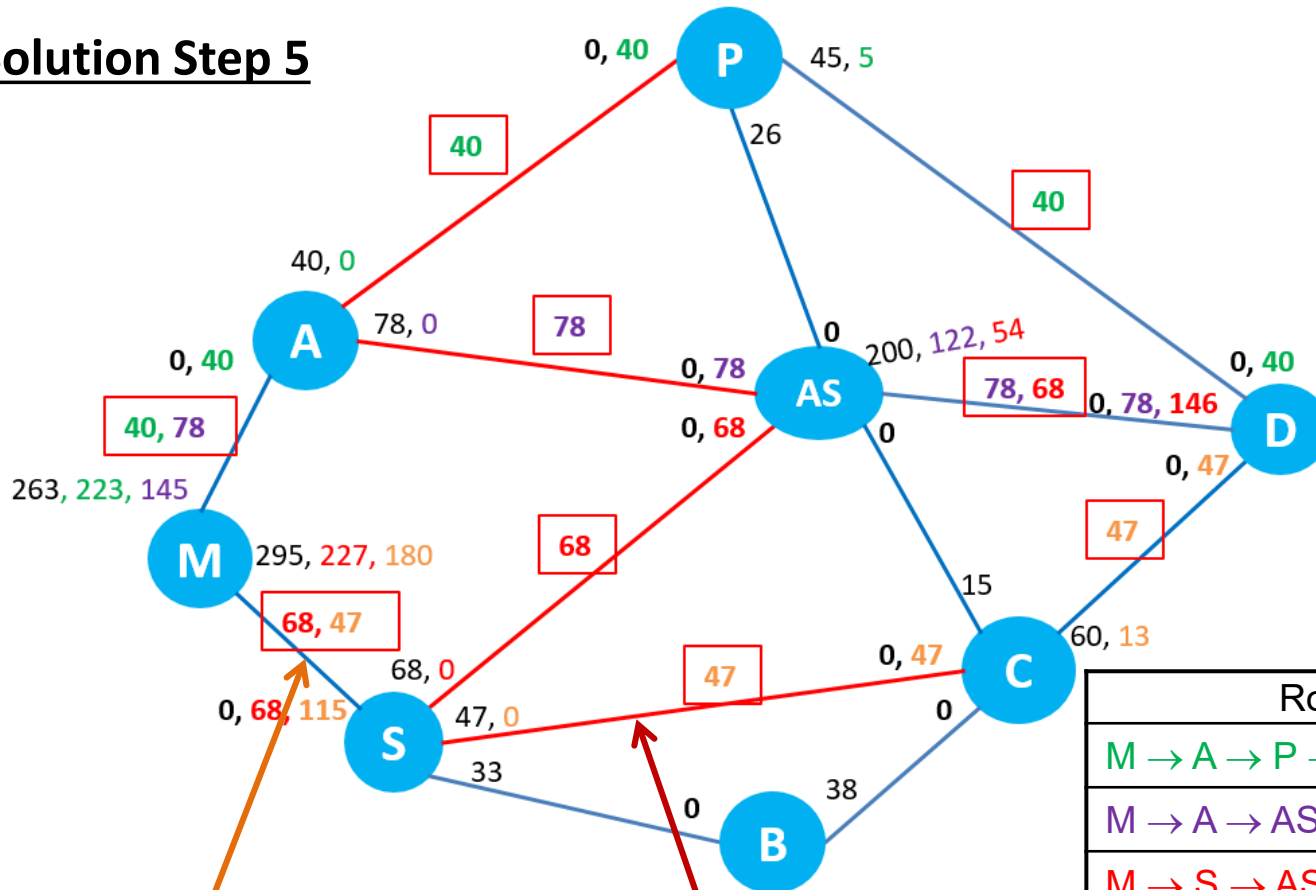 olution Step 5
0, 40
P
45, 5
26
40
40
40, 0
A
78, 0
78
0
200, 122, 54
0, 40
0, 40
0, 78
AS
78, 68
0, 78, 146
D
40, 78
0, 68
0
0, 47
263, 223, 145
47
M
295, 227, 180
68
15
68, 47
60, 13
68, 0
47
0, 47
C
0, 68, 115
47, 0
0
S
33
38
0
B
Ro
M → A → P →
M → A → AS
M → S → AS